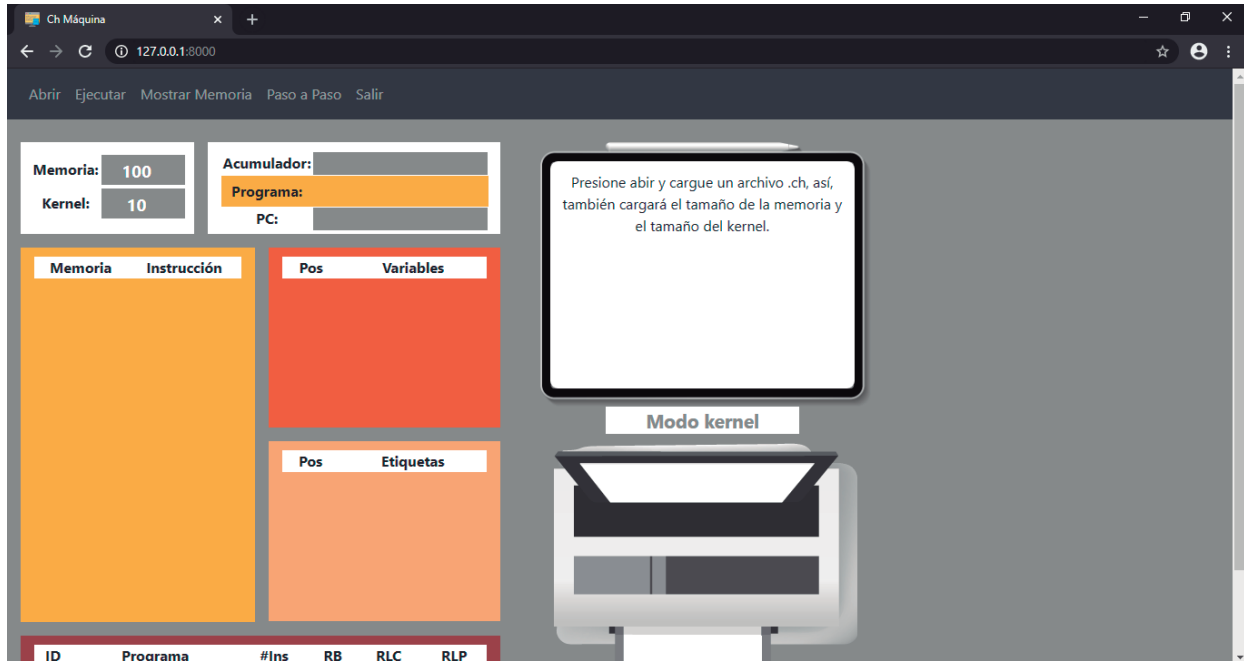 Ch Máquina
127.0.0.1:8000
Abrir Ejecutar Mostrar Memoria Paso a Paso Salir
Memoria: 100
Kernel: 10
Acumulador:
Programa:
PC:
Presione abir y cargue un archivo .ch, así,
también cargará el tamaño de la memoria y
el tamaño del kernel.
Memoria Instrucción
Pos Variables
Modo kernel
Pos Etiquetas
ID Programa #Ins RB RLC RLP